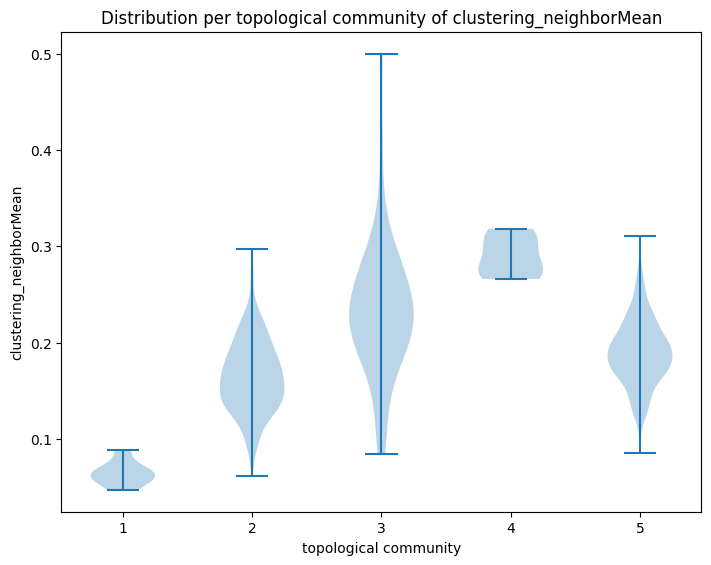 Distribution per topological community of clustering_neighborMean
clustering_neighborMean
0.5
0.4
0.3
0.2
0.1
1 2 3 4 5
topological community